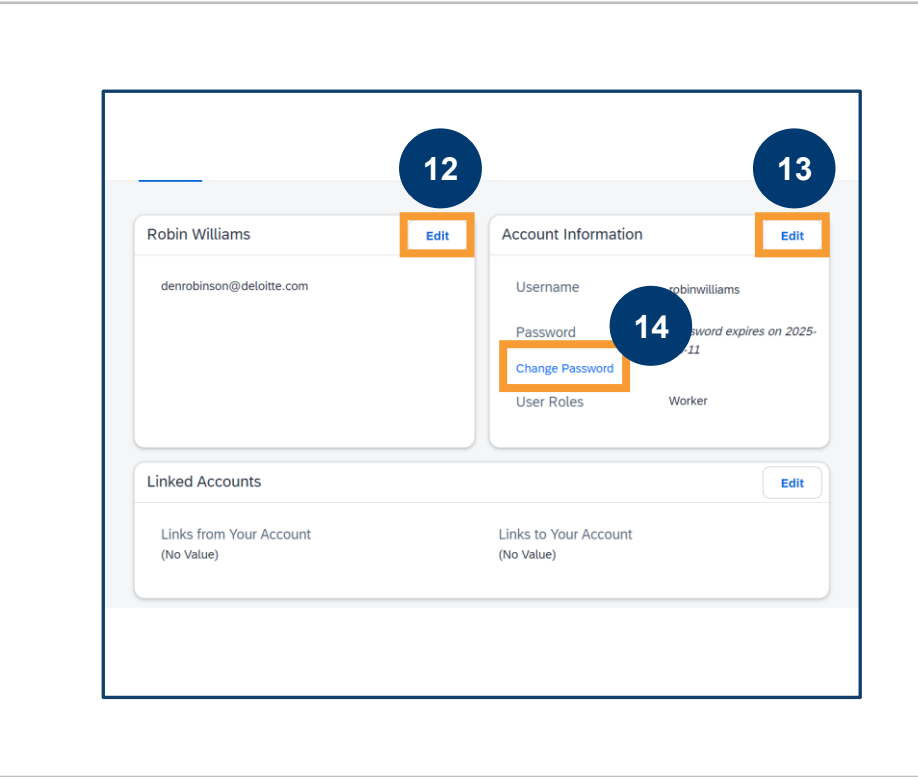 12
13
Robin Williams
Edit
Account Information
Edit
denrobinson@deloitte.com
Username
robinwilliams
Password
14
expires on 2025-
-11
Change Password
User Roles
Worker
Linked Accounts
Edit
Links from Your Account
(No Value)
Links to Your Account
(No Value)